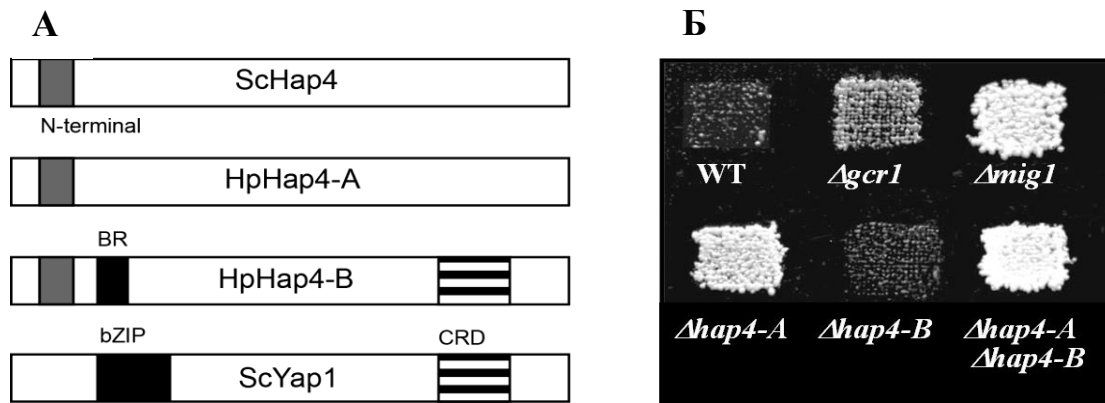 А
Б
ScHap4
N-terminal
HpHap4-A
BR
HpHap4-B
bZIP
CRD
ScYap1
WT
Δgcr1
Δmig1
Δhap4-A
Δhap4-B
Δhap4-A
Δhap4-B